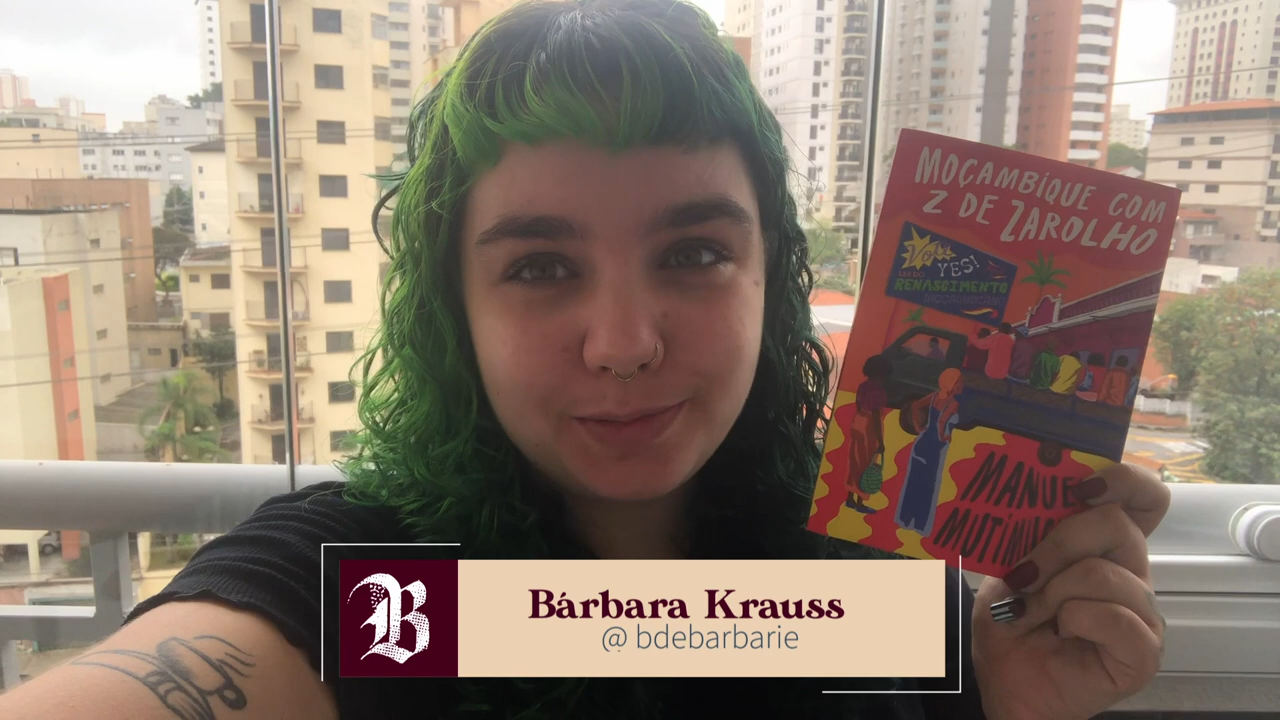 MOÇAMBIQUE COM
Z DE ZAROLHO
YES!
RENASCIMENTO
B
Bárbara Krauss
@ bdebarbarie